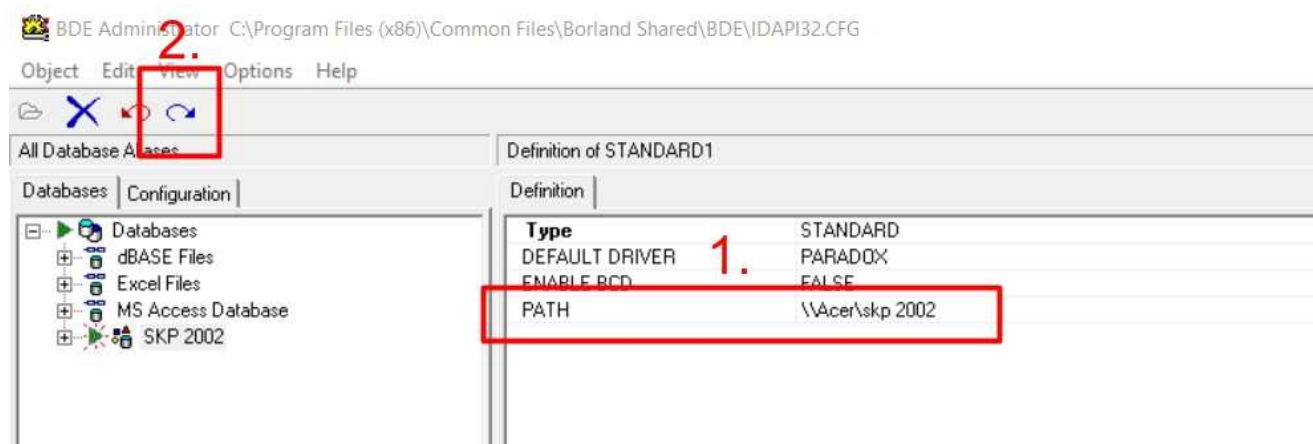 BDE Administrator C:\Program Files (x86)\Common Files\Borland Shared\BDE\IDAPI32.CFG
2.
Object Edit View Options Help
All Database Aliases
Definition of STANDARD1
Databases Configuration
Definition
Databases
dBASE Files
Excel Files
MS Access Database
SKP 2002
1.
Type STANDARD
DEFAULT DRIVER PARADOX
ENABLE BCD FALSE
PATH \\Acer\skp 2002